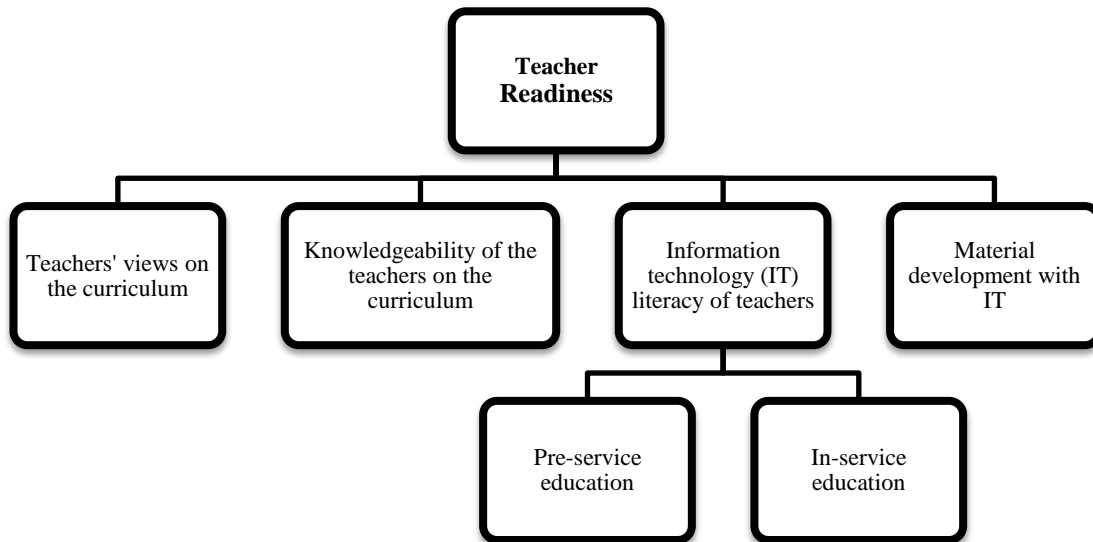 Teacher
Readiness
Teachers' views on
the curriculum
Knowledgeability of the
teachers on the
curriculum
Information
technology (IT)
literacy of teachers
Material
development with
IT
Pre-service
education
In-service
education